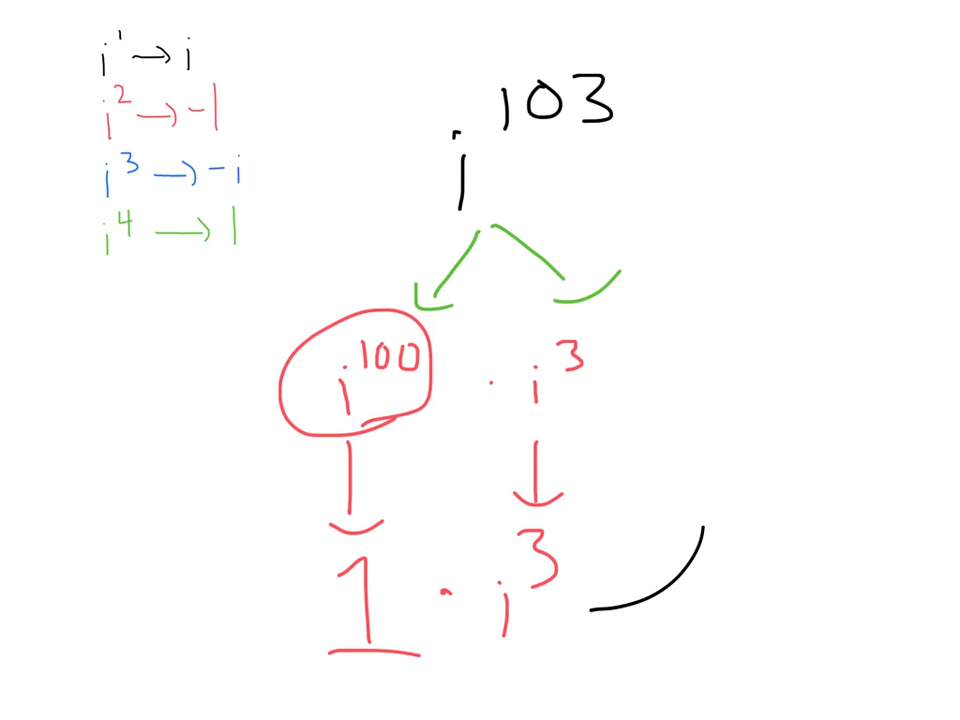 i¹ → i
i² → -1
i³ → -i
i⁴ → 1
i¹⁰³
i¹⁰⁰ · i³
1 · i³